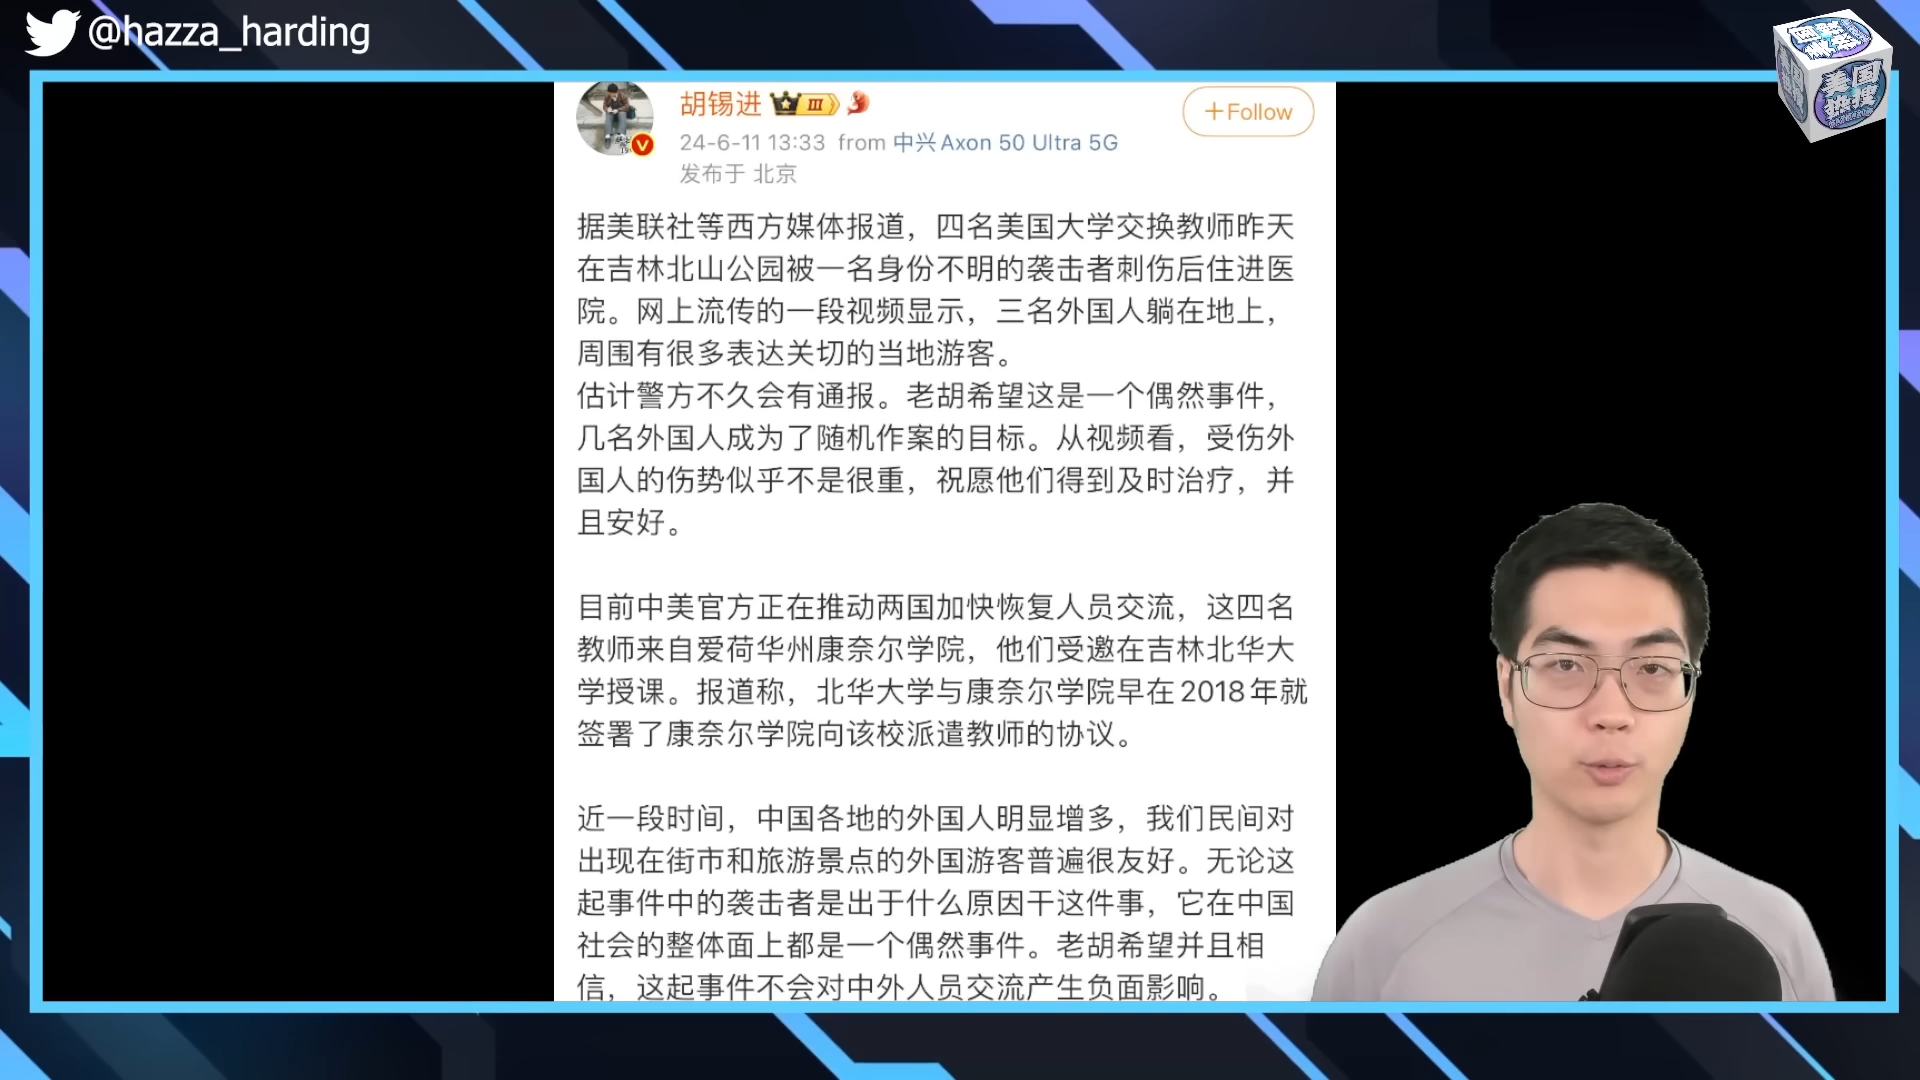 @hazza_harding
美国
热搜
胡锡进
III
+Follow
24-6-11 13:33 from 中兴Axon 50 Ultra 5G
发布于 北京
据美联社等西方媒体报道，四名美国大学交换教师昨天
在吉林北山公园被一名身份不明的袭击者刺伤后住进医
院。网上流传的一段视频显示，三名外国人躺在地上，
周围有很多表达关切的当地游客。
估计警方不久会有通报。老胡希望这是一个偶然事件，
几名外国人成为了随机作案的目标。从视频看，受伤外
国人的伤势似乎不是很重，祝愿他们得到及时治疗，并
且安好。
目前中美官方正在推动两国加快恢复人员交流，这四名
教师来自爱荷华州康奈尔学院，他们受邀在吉林北华大
学授课。报道称，北华大学与康奈尔学院早在2018年就
签署了康奈尔学院向该校派遣教师的协议。
近一段时间，中国各地的外国人明显增多，我们民间对
出现在街市和旅游景点的外国游客普遍很友好。无论这
起事件中的袭击者是出于什么原因干这件事，它在中国
社会的整体面上都是一个偶然事件。老胡希望并且相
信，这起事件不会对中外人员交流产生负面影响。